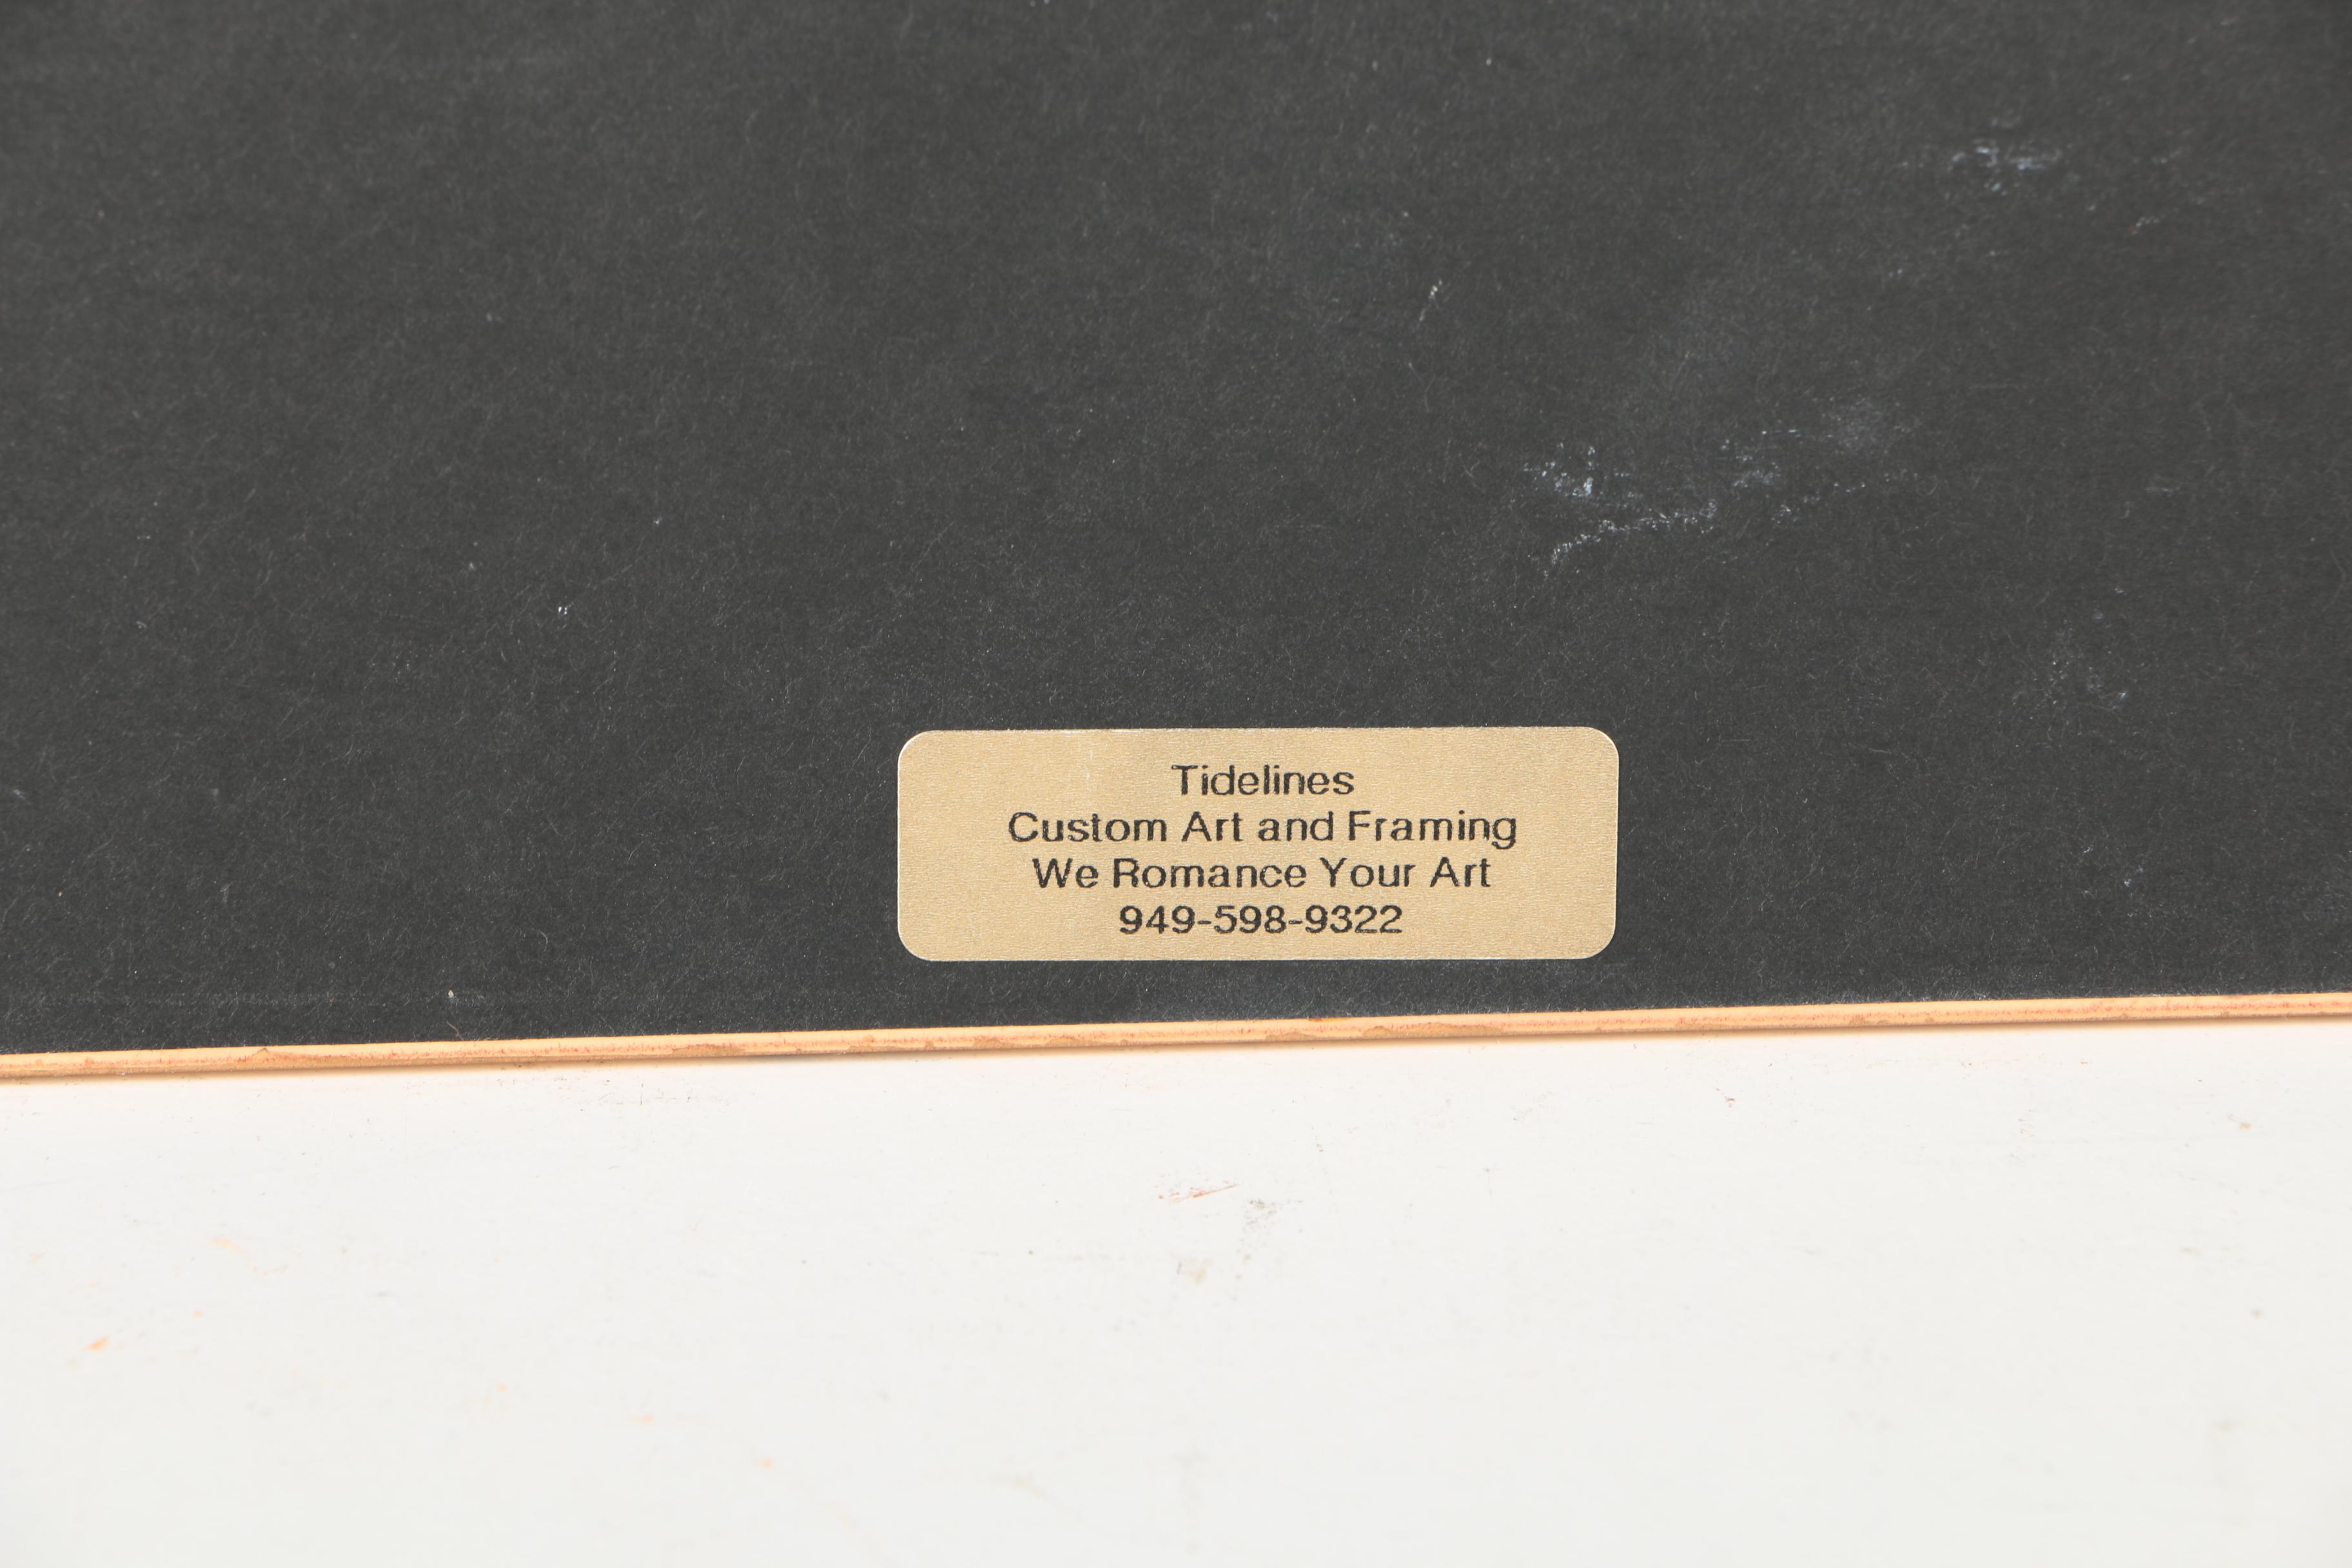 Tidelines
Custom Art and Framing
We Romance Your Art
949-598-9322